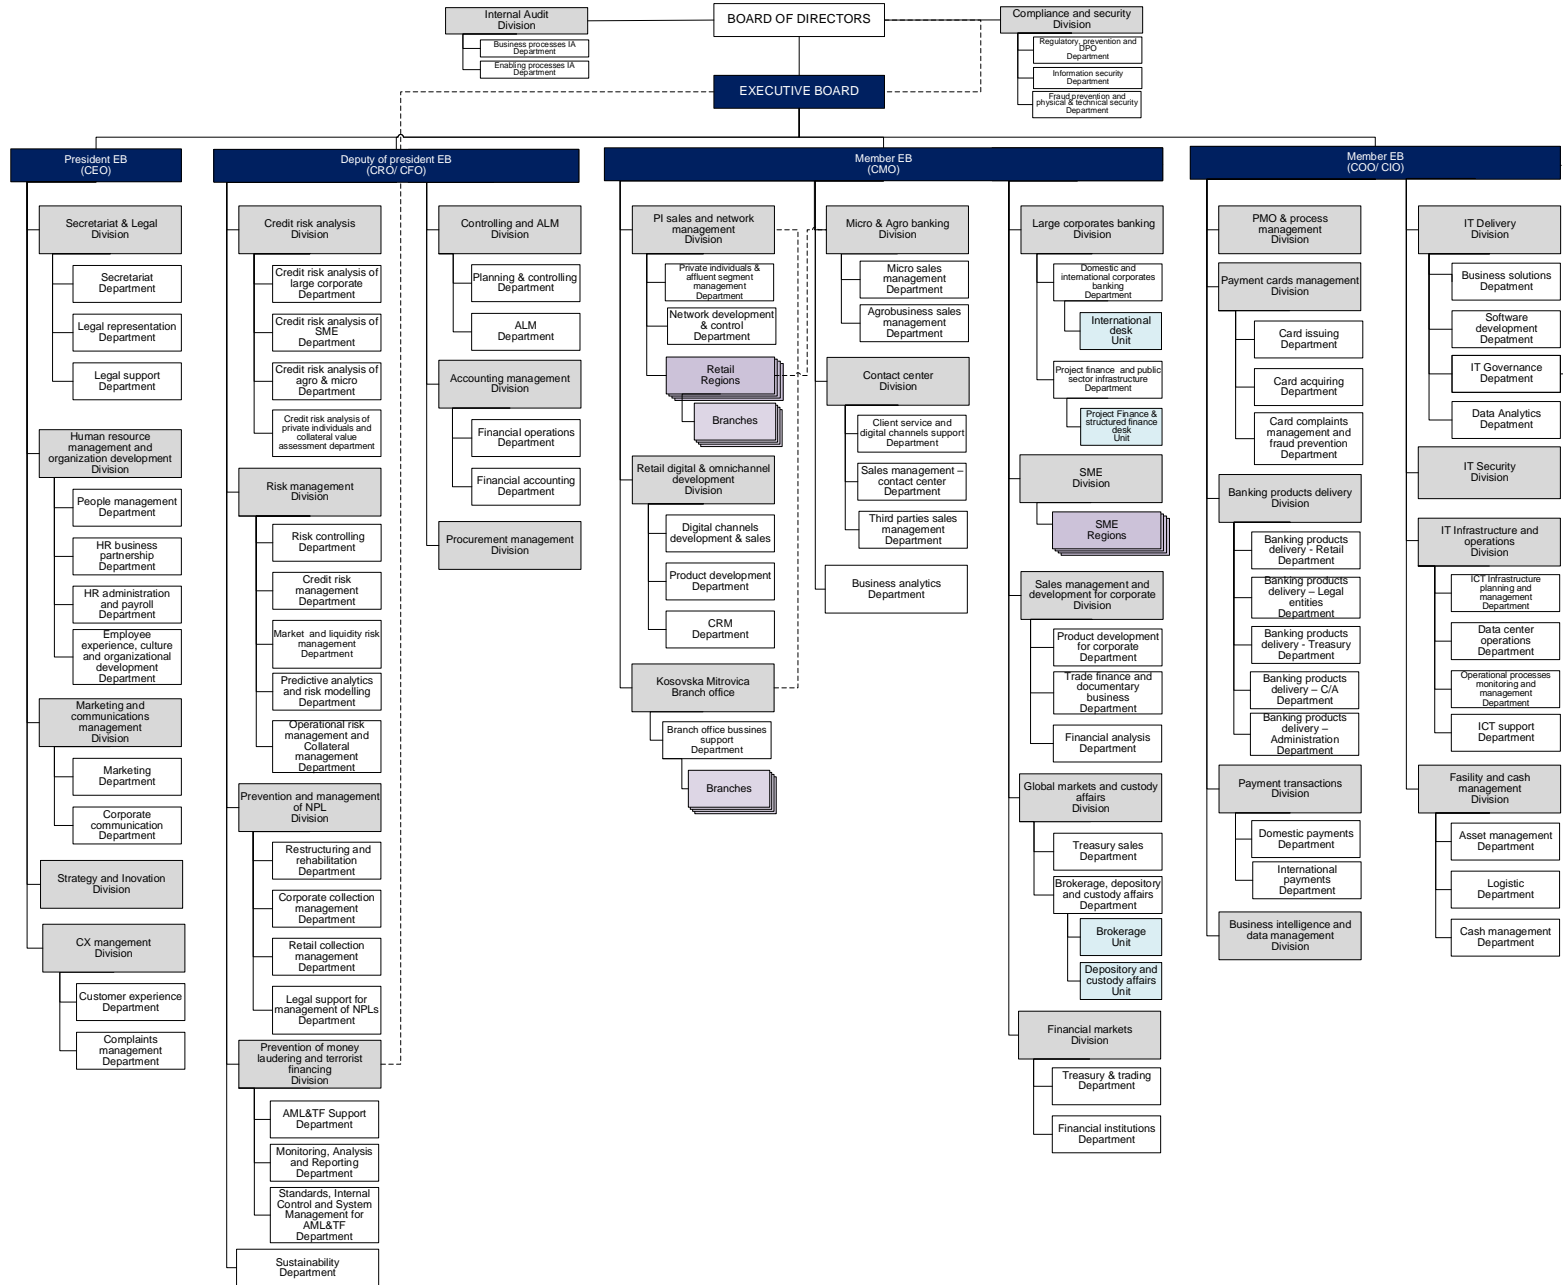 Internal Audit
Division
Business processes IA
Department
Enabling processes IA
Department
BOARD OF DIRECTORS
Compliance and security
Division
Regulatory, prevention and
DPO
Department
Information security
Department
Fraud prevention and
physical & technical security
Department
EXECUTIVE BOARD
President EB
(CEO)
Secretariat & Legal
Division
Secretariat
Department
Legal representation
Department
Legal support
Department
Human resource
management and
organization development
Division
People management
Department
HR business
partnership
Department
HR administration
and payroll
Department
Employee
experience, culture
and organizational
development
Department
Marketing and
communications
management
Division
Marketing
Department
Corporate
communication
Department
Strategy and Inovation
Division
CX mangement
Division
Customer experience
Department
Complaints
management
Department
Deputy of president EB
(CRO/ CFO)
Credit risk analysis
Division
Credit risk analysis of
large corporate
Department
Credit risk analysis of
SME
Department
Credit risk analysis of
agro & micro
Department
Credit risk analysis of
private individuals and
collateral value
assessment department
Risk management
Division
Risk controlling
Department
Credit risk
management
Department
Market  and liquidity risk
management
Department
Predictive analytics
and risk modelling
Department
Operational risk
management and
Collateral
management
Department
Prevention and management
of NPL
Division
Restructuring and
rehabilitation
Department
Corporate collection
management
Department
Retail collection
management
Department
Legal support for
management of NPLs
Department
Prevention of money
laudering and terrorist
financing
Division
AML&TF Support
Department
Monitoring, Analysis
and Reporting
Department
Standards, Internal
Control and System
Management for
AML&TF
Department
Sustainability
Department
Controlling and ALM
Division
Planning & controlling
Department
ALM
Department
Accounting management
Division
Financial operations
Department
Financial accounting
Department
Procurement management
Division
Member EB
(CMO)
PI sales and network
management
Division
Private individuals &
affluent segment
management
Department
Network development
& control
Department
Retail
Regions
Branches
Retail digital & omnichannel
development
Division
Digital channels
development & sales
Product development
Department
CRM
Department
Kosovska Mitrovica
Branch office
Branch office bussines
support
Department
Branches
Micro & Agro banking
Division
Micro sales
management
Department
Agrobusiness sales
management
Department
Contact center
Division
Client service and
digital channels support
Department
Sales management –
contact center
Department
Third parties sales
management
Department
Business analytics
Department
Large corporates banking
Division
Domestic and
international corporates
banking
Department
International
desk
Unit
Project finance  and public
sector infrastructure
Department
Project Finance &
structured finance
desk
Unit
SME
Division
SME
Regions
Sales management and
development for corporate
Division
Product development
for corporate
Department
Trade finance and
documentary
business
Department
Financial analysis
Department
Global markets and custody
affairs
Division
Treasury sales
Department
Brokerage, depository
and custody affairs
Department
Brokerage
Unit
Depository and
custody affairs
Unit
Financial markets
Division
Treasury & trading
Department
Financial institutions
Department
Member EB
(COO/ CIO)
PMO & process
management
Division
Payment cards management
Division
Card issuing
Department
Card acquiring
Department
Card complaints
management and
fraud prevention
Department
Banking products delivery
Division
Banking products
delivery - Retail
Department
Banking products
delivery – Legal
entities
Department
Banking products
delivery - Treasury
Department
Banking products
delivery – C/A
Department
Banking products
delivery –
Administration
Department
Payment transactions
Division
Domestic payments
Department
International
payments
Department
Business intelligence and
data management
Division
IT Delivery
Division
Business solutions
Department
Software
development
Department
IT Governance
Department
Data Analytics
Department
IT Security
Division
IT Infrastructure and
operations
Division
ICT Infrastructure
planning and
management
Department
Data center
operations
Department
Operational processes
monitoring and
management
Department
ICT support
Department
Fasility and cash
management
Division
Asset management
Department
Logistic
Department
Cash management
Department